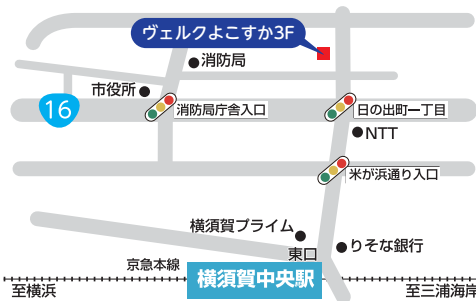 ヴェルクよこすか3F
消防局
市役所
16
消防局庁舎入口
日の出町一丁目
NTT
米が浜通り入口
横須賀プライム
東口
りそな銀行
京急本線
横須賀中央駅
至横浜
至三浦海岸